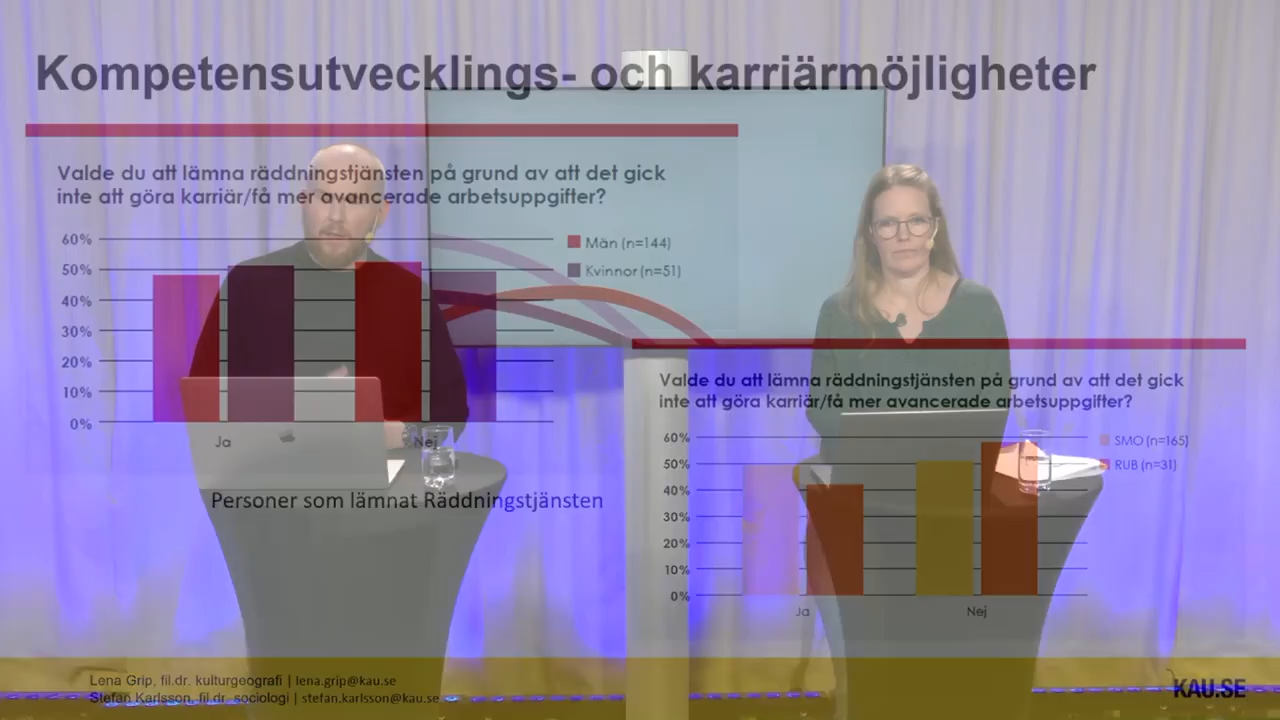 Kompetensutvecklings- och karriärmöjligheter
Valde du att lämna räddningstjänsten på grund av att det gick
inte att göra karriär/få mer avancerade arbetsuppgifter?
60%
50%
40%
30%
20%
10%
0%
Män (n=144)
Kvinnor (n=51)
Ja
Nej
Personer som lämnat Räddningstjänsten
Valde du att lämna räddningstjänsten på grund av att det gick
inte att göra karriär/få mer avancerade arbetsuppgifter?
60%
50%
40%
30%
20%
10%
0%
SMO (n=165)
RUB (n=31)
Ja
Nej
Lena Grip, fil.dr. kulturgeografi | lena.grip@kau.se
Stefan Karlsson, fil.dr. sociologi | stefan.karlsson@kau.se
KAU.SE